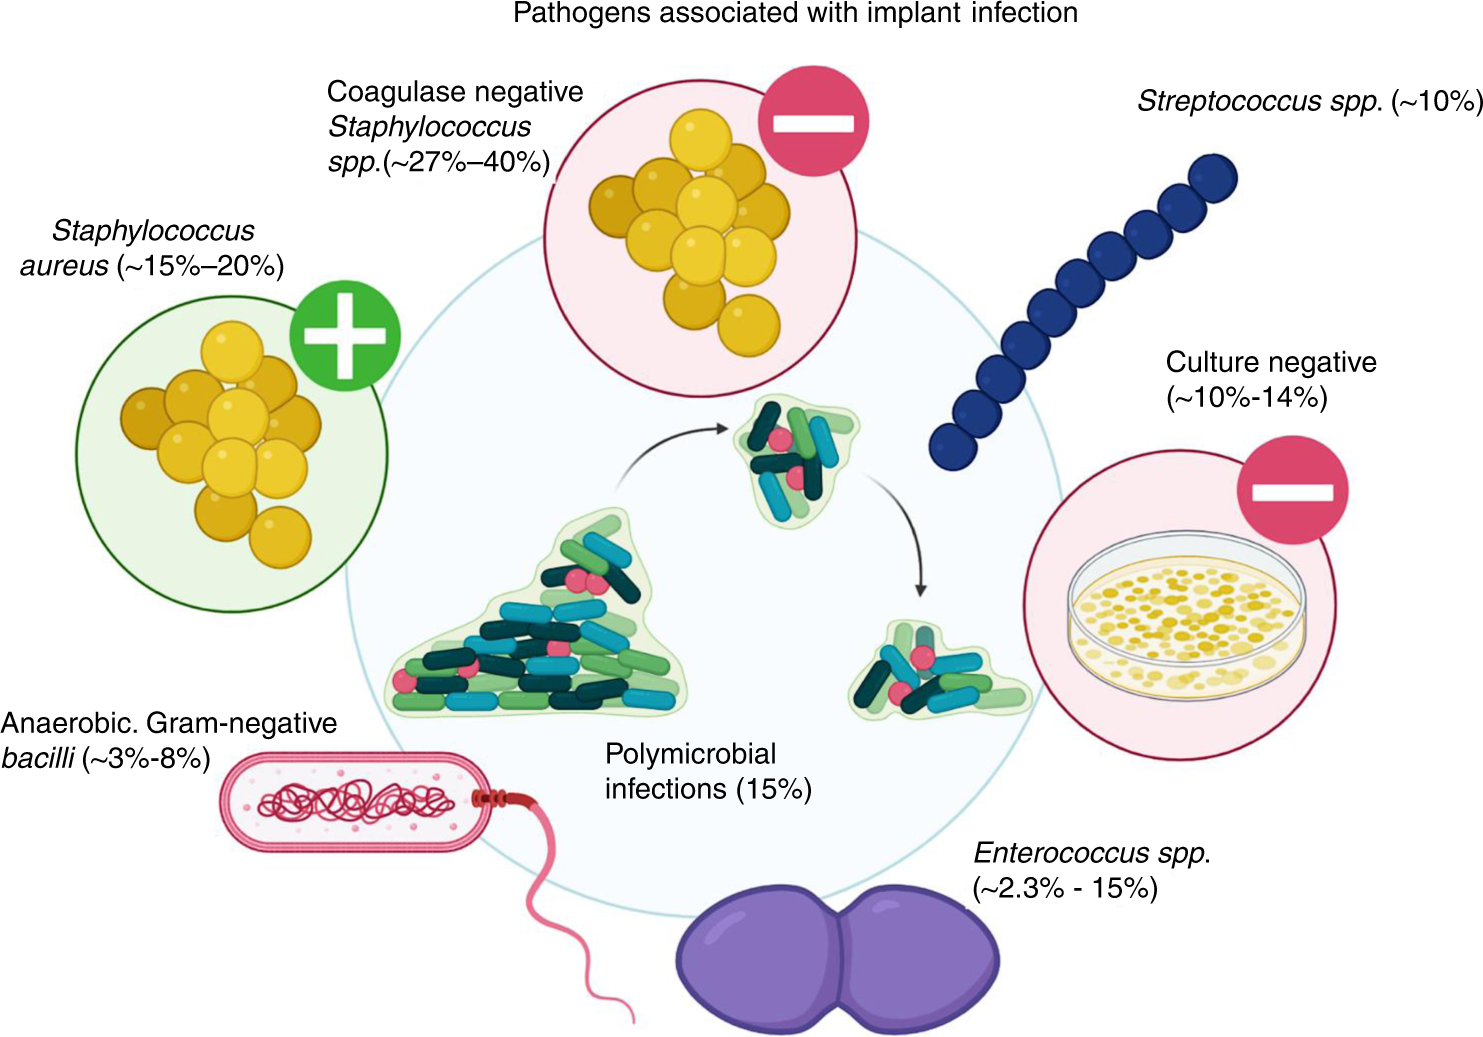 Pathogens associated with implant infection
Coagulase negative
Staphylococcus
spp.(~27%–40%)
Streptococcus spp. (~10%)
Staphylococcus
aureus (~15%–20%)
Culture negative
(~10%-14%)
Anaerobic. Gram-negative
bacilli (~3%-8%)
Polymicrobial
infections (15%)
Enterococcus spp.
(~2.3% - 15%)